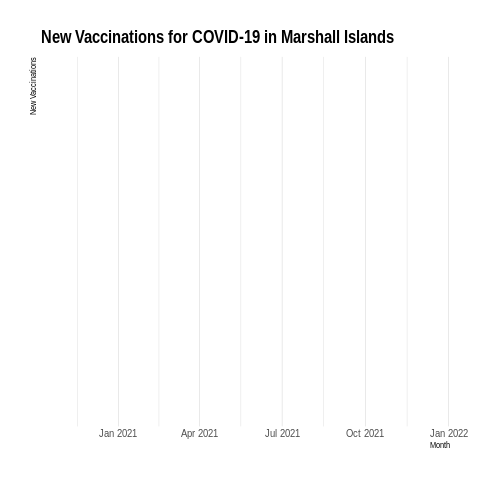 New Vaccinations for COVID-19 in Marshall Islands
New Vaccinations
Jan 2021 Apr 2021 Jul 2021 Oct 2021 Jan 2022
Month